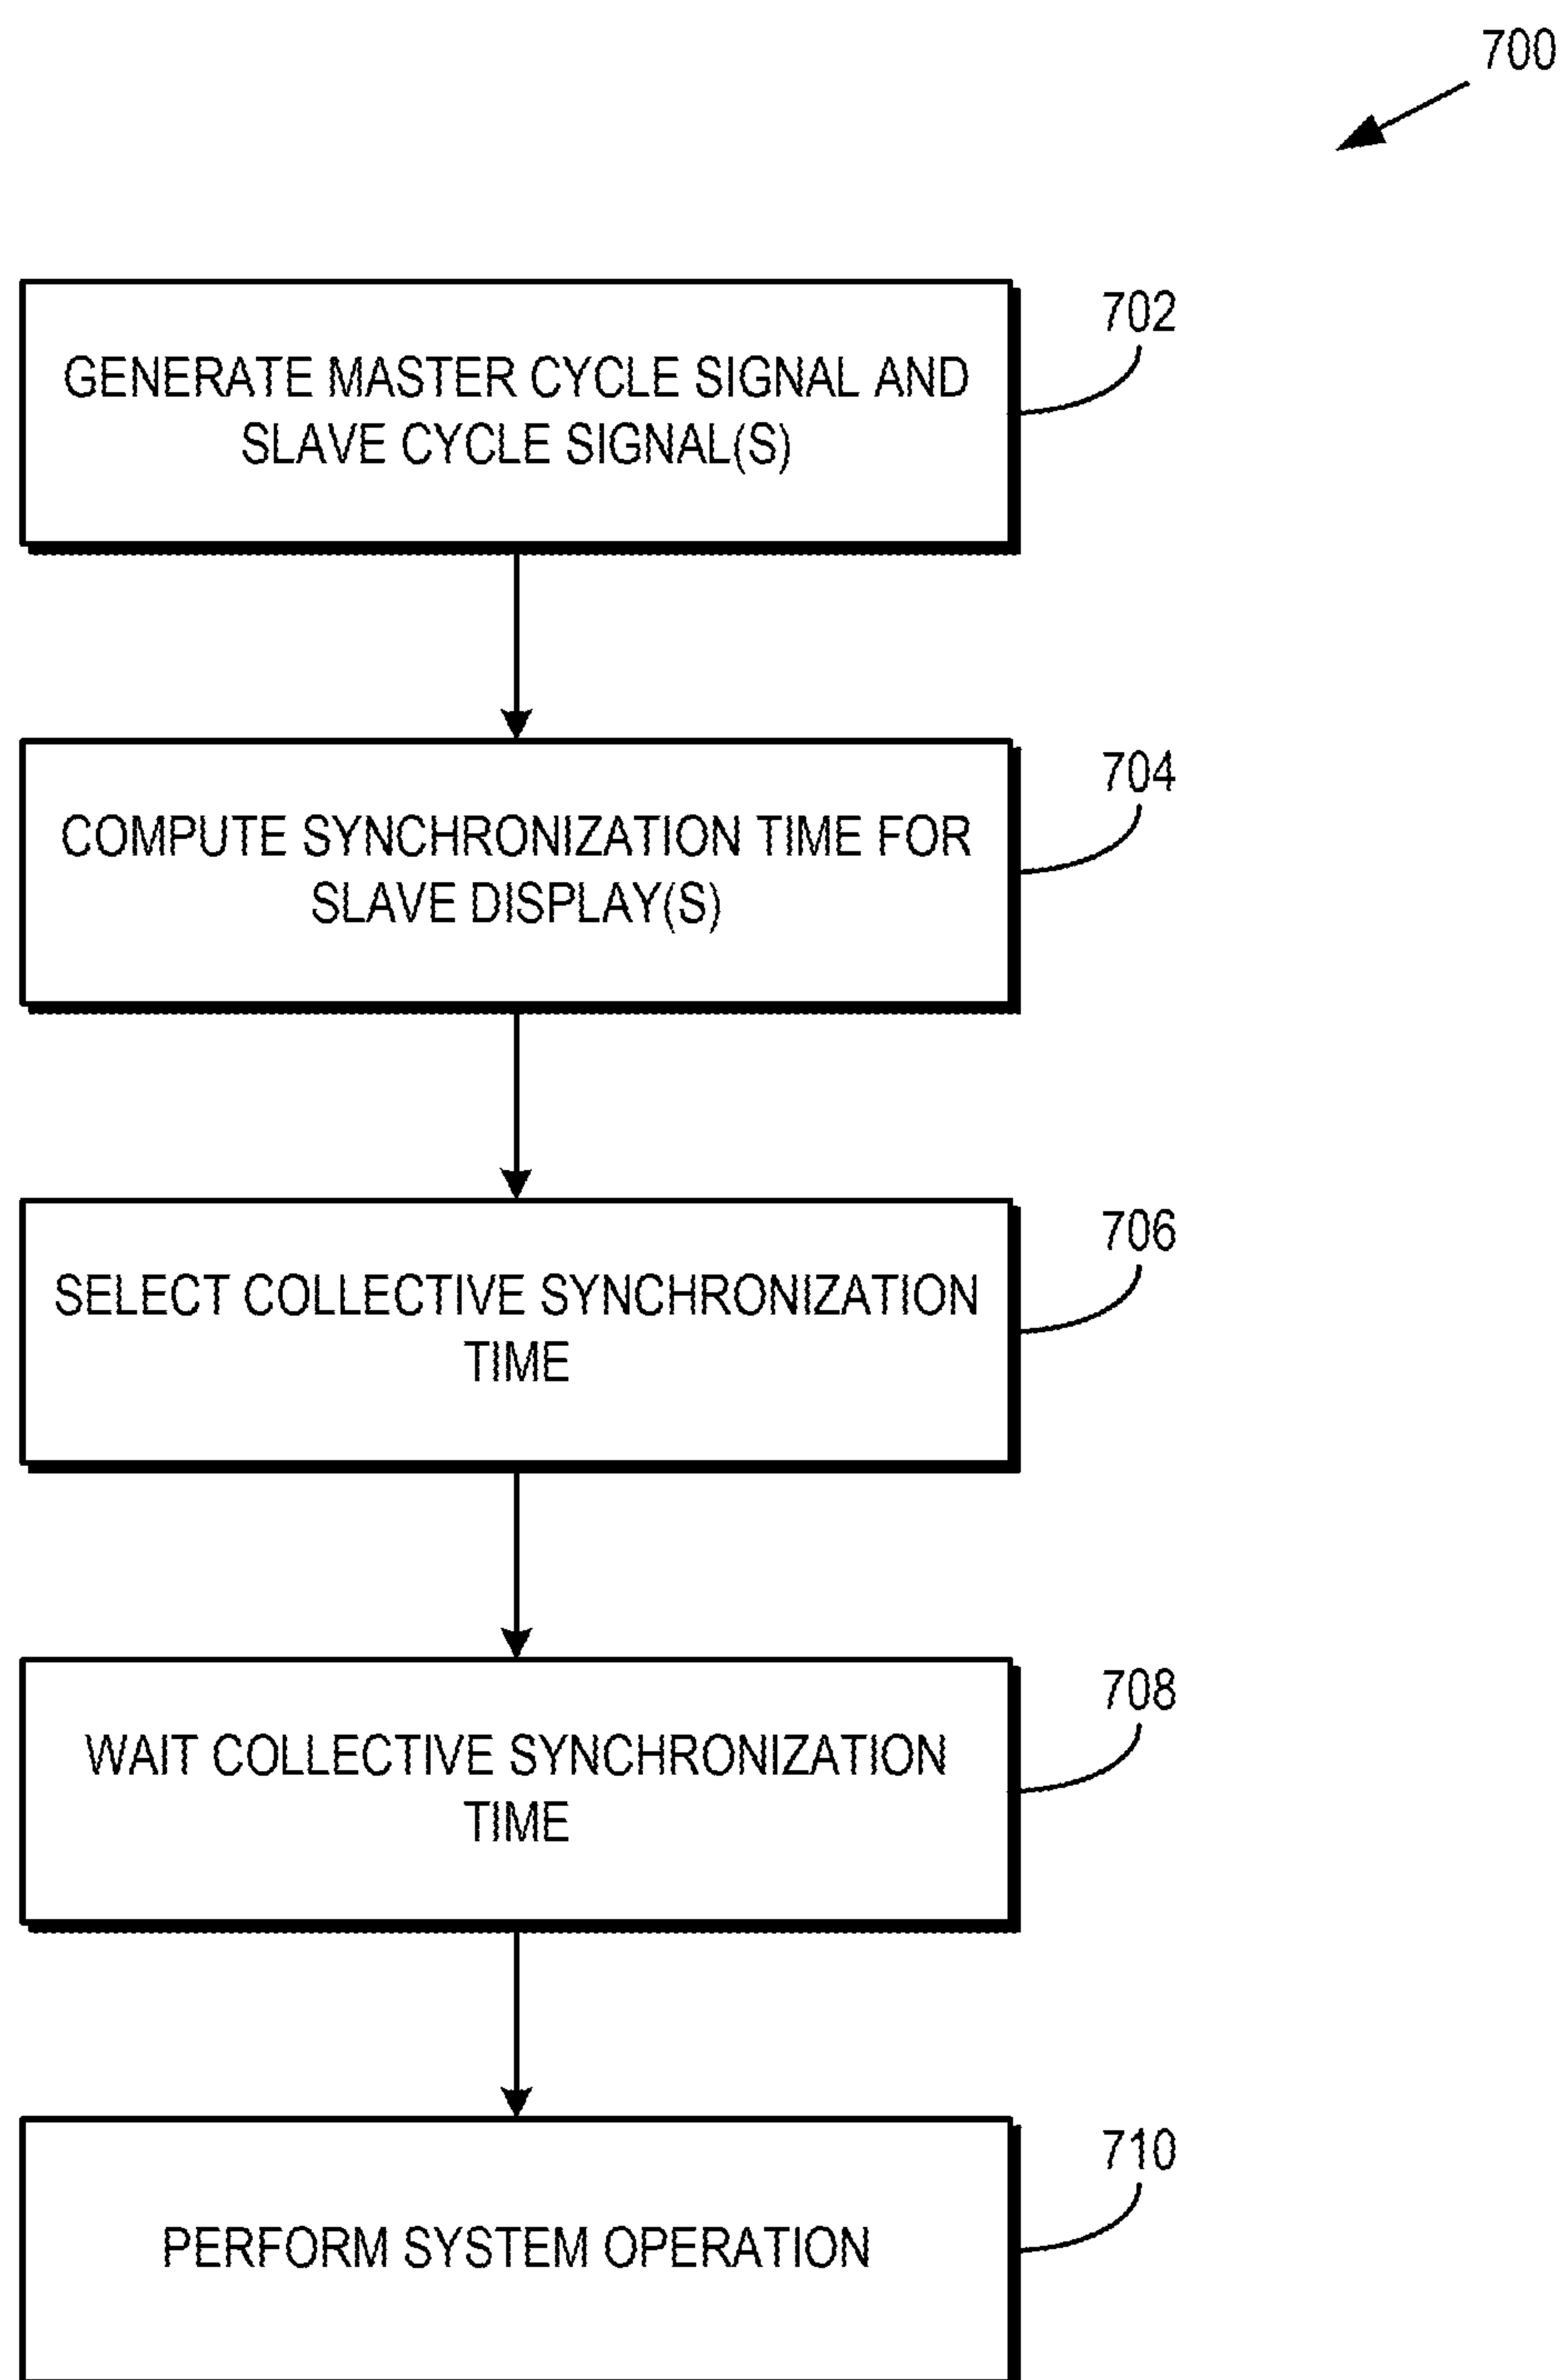 700
702
GENERATE MASTER CYCLE SIGNAL AND
SLAVE CYCLE SIGNAL(S)
704
COMPUTE SYNCHRONIZATION TIME FOR
SLAVE DISPLAY(S)
706
SELECT COLLECTIVE SYNCHRONIZATION
TIME
708
WAIT COLLECTIVE SYNCHRONIZATION
TIME
710
PERFORM SYSTEM OPERATION